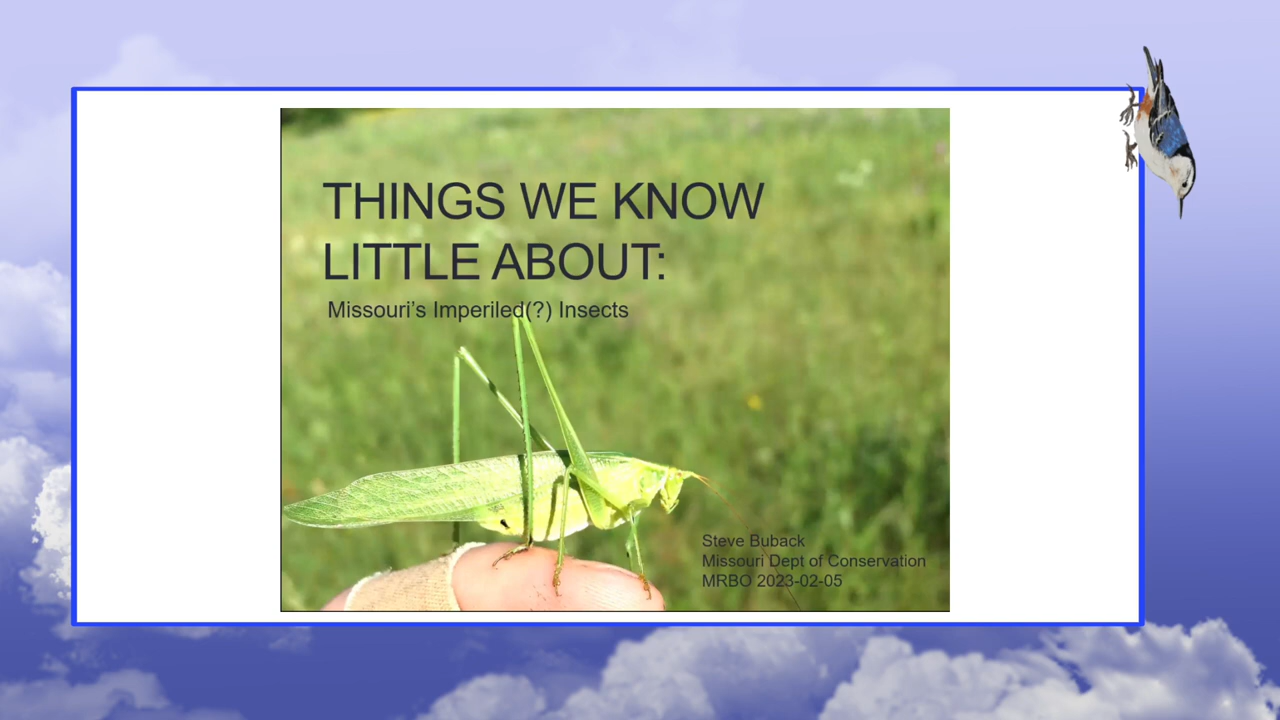 THINGS WE KNOW
LITTLE ABOUT:
Missouri's Imperiled(?) Insects
Steve Buback
Missouri Dept of Conservation
MRBO 2023-02-05